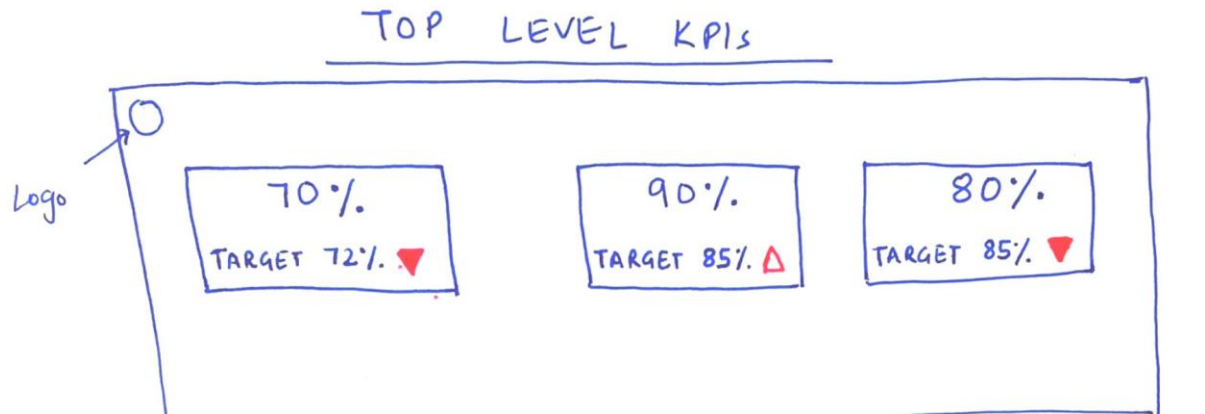 TOP LEVEL KPIs
Logo
70%.
TARGET 72%.
90%.
TARGET 85%.
80%.
TARGET 85%.